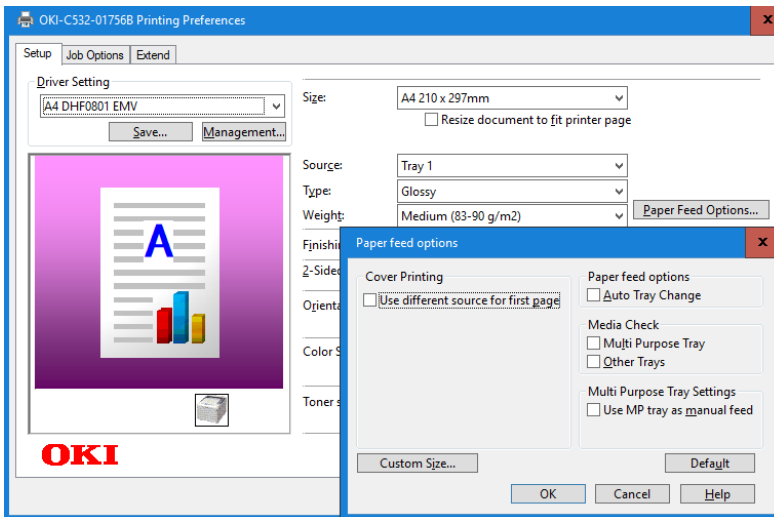 OKI-C532-01756B Printing Preferences
x
Setup Job Options Extend
Driver Setting
A4 DHF0801 EMV
Save... Management...
Size: A4 210 x 297mm
Resize document to fit printer page
Source: Tray 1
Type: Glossy
Weight: Medium (83-90 g/m2) Paper Feed Options...
Finishi
2-Sided
Orienta
Color S
Toner s
A
OKI
Paper feed options
x
Cover Printing
Use different source for first page
Paper feed options
Auto Tray Change
Media Check
Multi Purpose Tray
Other Trays
Multi Purpose Tray Settings
Use MP tray as manual feed
Custom Size... Default
OK Cancel Help